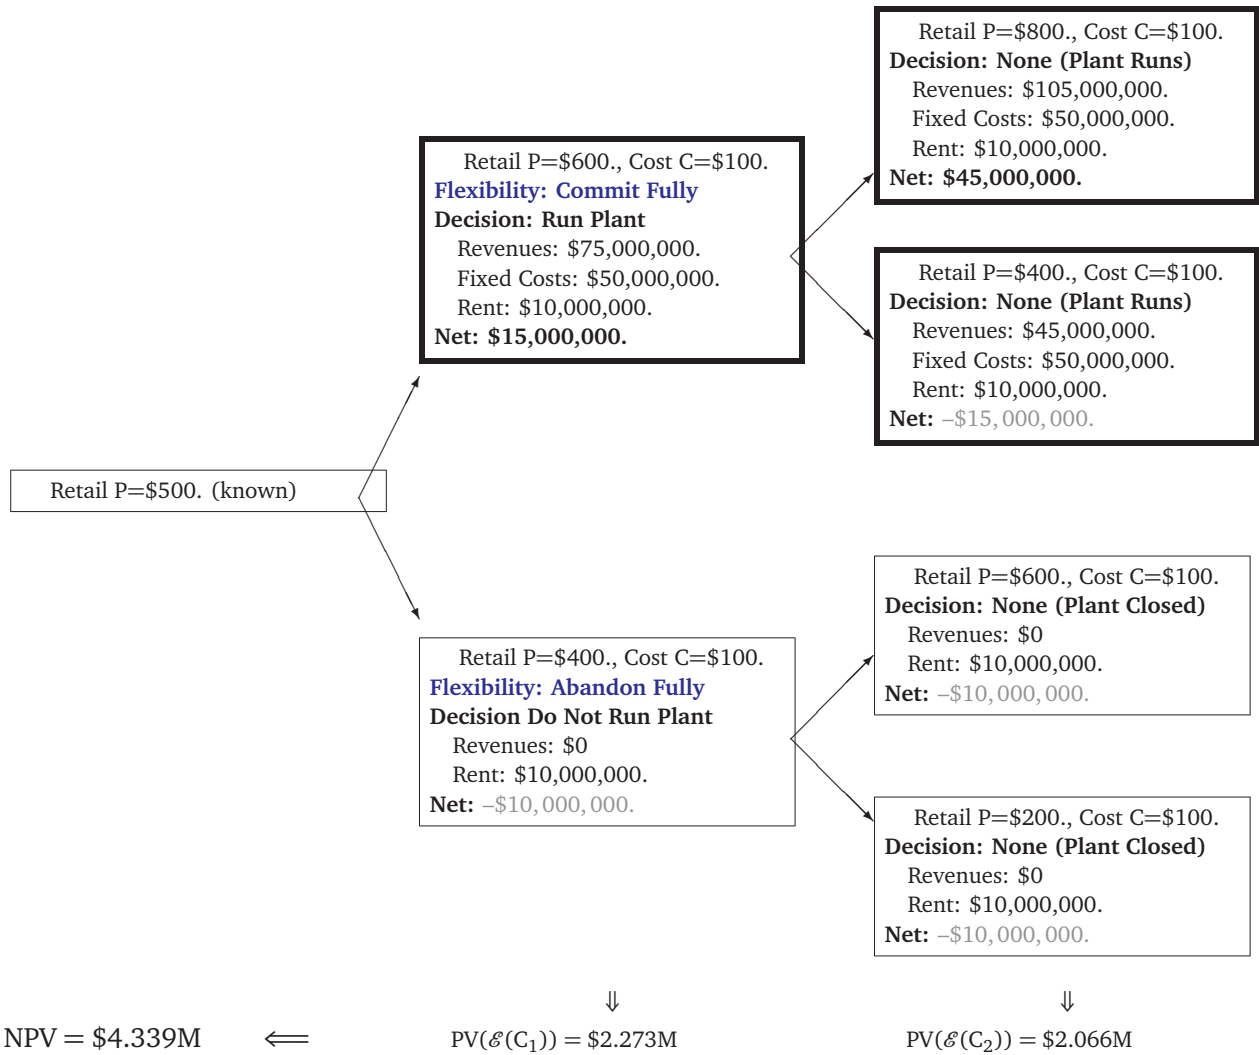 Retail P=$800., Cost C=$100.
Decision: None (Plant Runs)
Revenues: $105,000,000.
Fixed Costs: $50,000,000.
Rent: $10,000,000.
Net: $45,000,000.
Retail P=$600., Cost C=$100.
Flexibility: Commit Fully
Decision: Run Plant
Revenues: $75,000,000.
Fixed Costs: $50,000,000.
Rent: $10,000,000.
Net: $15,000,000.
Retail P=$400., Cost C=$100.
Decision: None (Plant Runs)
Revenues: $45,000,000.
Fixed Costs: $50,000,000.
Rent: $10,000,000.
Net: –$15,000,000.
Retail P=$500. (known)
Retail P=$600., Cost C=$100.
Decision: None (Plant Closed)
Revenues: $0
Rent: $10,000,000.
Net: –$10,000,000.
Retail P=$400., Cost C=$100.
Flexibility: Abandon Fully
Decision Do Not Run Plant
Revenues: $0
Rent: $10,000,000.
Net: –$10,000,000.
Retail P=$200., Cost C=$100.
Decision: None (Plant Closed)
Revenues: $0
Rent: $10,000,000.
Net: –$10,000,000.
⇓ ⇓
NPV = $4.339M ⟸ PV(ℰ(C₁)) = $2.273M PV(ℰ(C₂)) = $2.066M